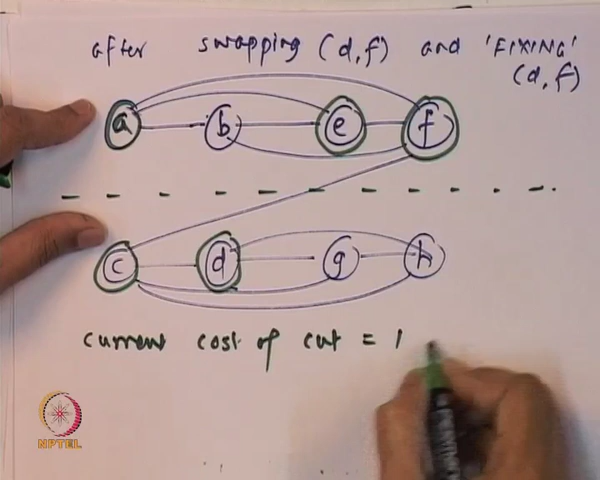 after swapping (d,f) and 'FIXING'
(d,f)
a b e f
c d g h
current cost of cut = 1
NPTEL